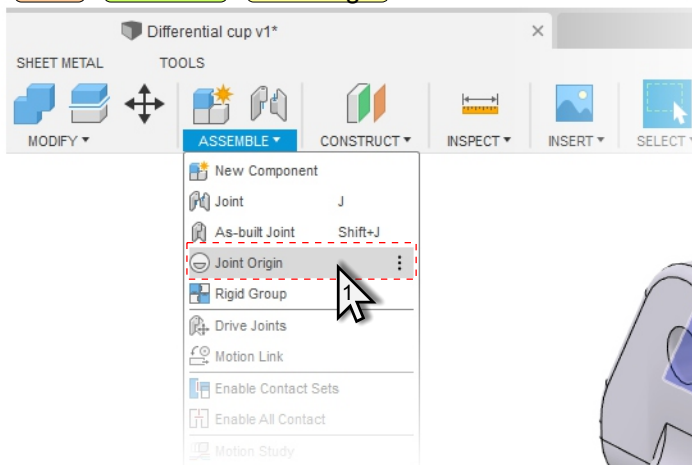 Differential cup v1*
SHEET METAL TOOLS
MODIFY ASSEMBLE CONSTRUCT INSPECT INSERT SELECT
New Component
Joint J
As-built Joint Shift+J
Joint Origin
1
Rigid Group
Drive Joints
Motion Link
Enable Contact Sets
Enable All Contact
Motion Study